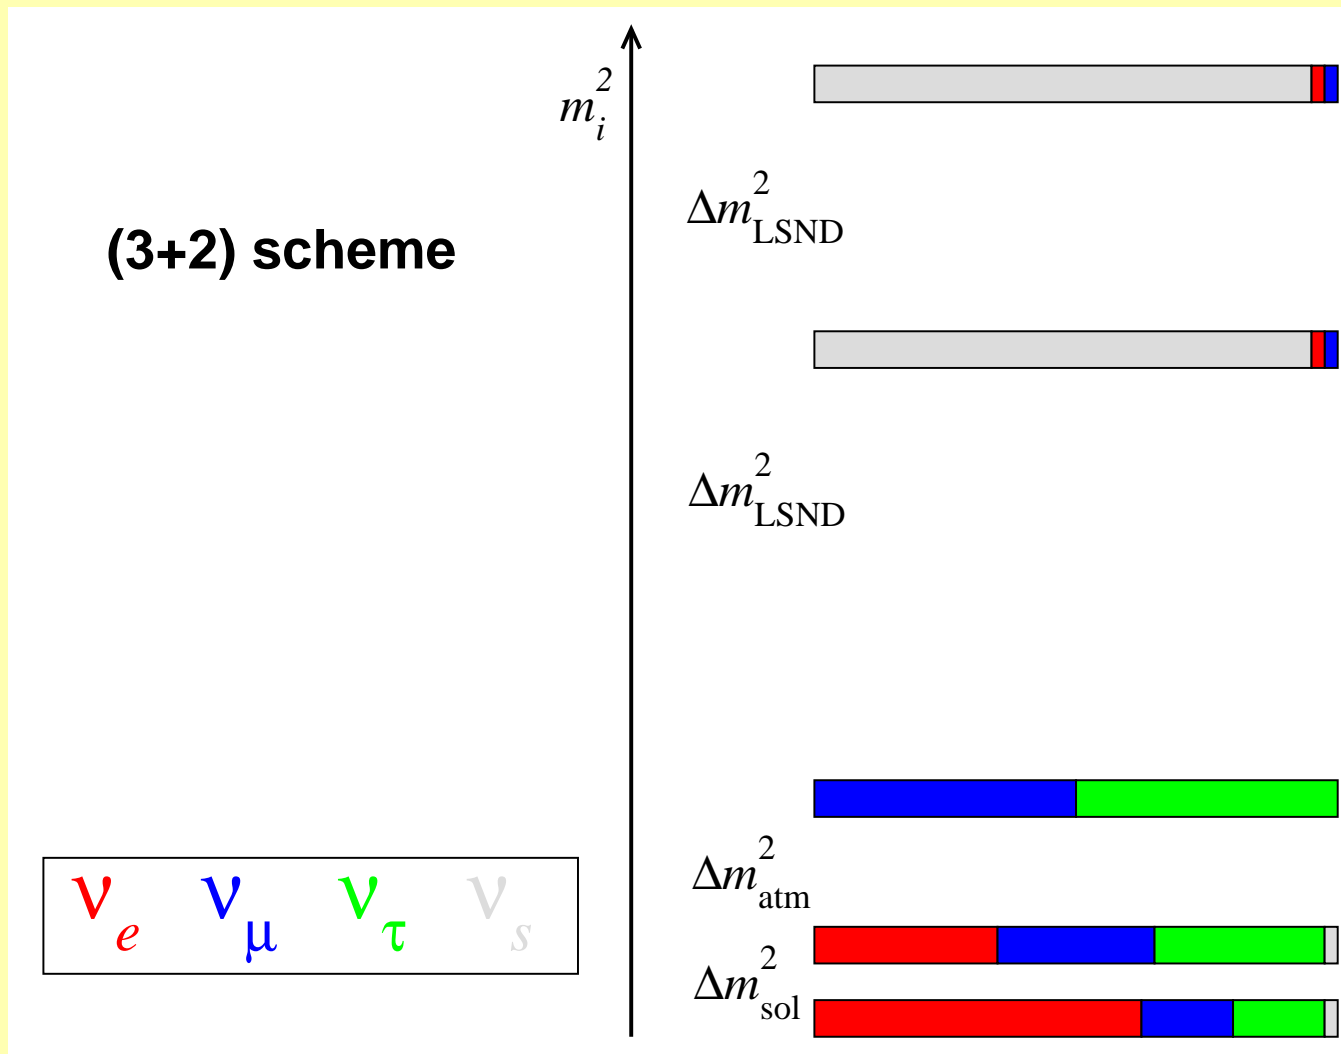 m_i^2
Δm^2_LSND
(3+2) scheme
Δm^2_LSND
Δm^2_atm
ν_e ν_μ ν_τ ν_s
Δm^2_sol